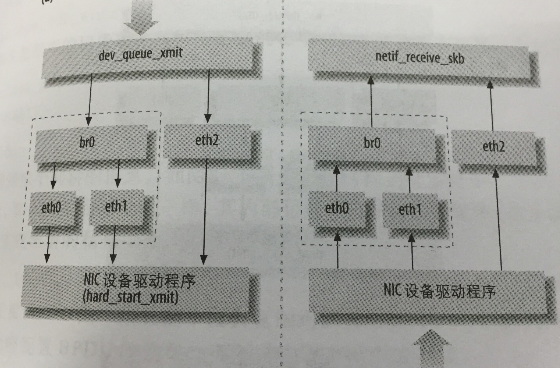 dev_queue_xmit
br0
eth2
eth0
eth1
NIC 设备驱动程序
(hard_start_xmit)
netif_receive_skb
br0
eth2
eth0
eth1
NIC 设备驱动程序